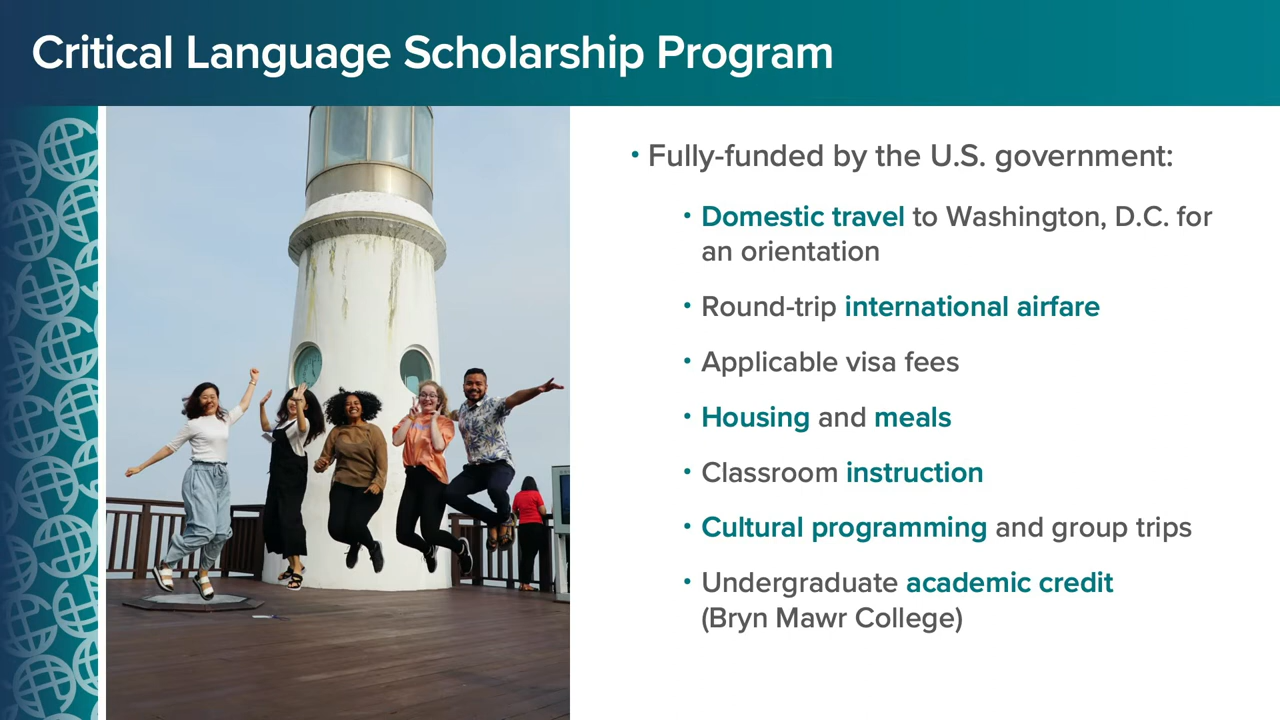 Critical Language Scholarship Program
• Fully-funded by the U.S. government:
• Domestic travel to Washington, D.C. for
an orientation
• Round-trip international airfare
• Applicable visa fees
• Housing and meals
• Classroom instruction
• Cultural programming and group trips
• Undergraduate academic credit
(Bryn Mawr College)